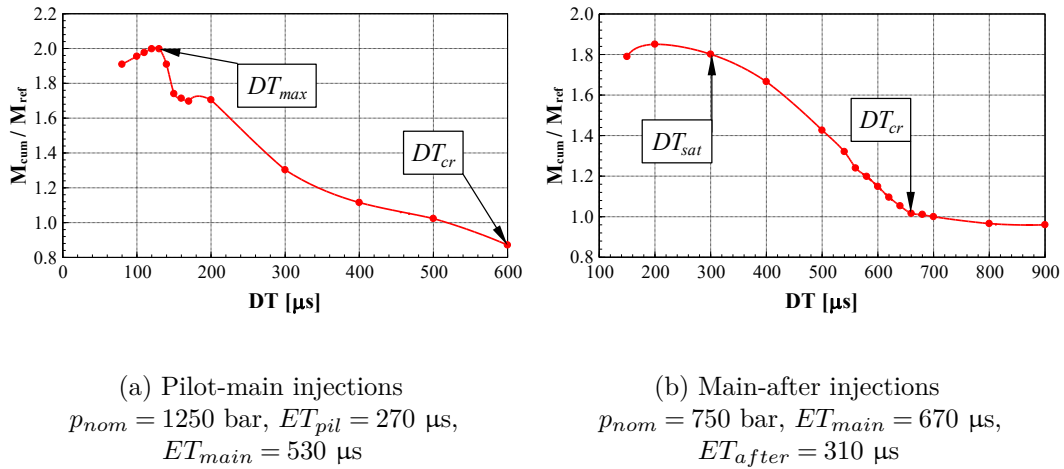 2.2
2.0
1.8
1.6
1.4
1.2
1.0
0.8
M_cum / M_ref
DT_max
DT_cr
0 100 200 300 400 500 600
DT [μs]
2.0
1.8
1.6
1.4
1.2
1.0
0.8
M_cum / M_ref
DT_sat
DT_cr
100 200 300 400 500 600 700 800 900
DT [μs]
(a) Pilot-main injections
p_nom = 1250 bar, ET_pil = 270 μs,
ET_main = 530 μs
(b) Main-after injections
p_nom = 750 bar, ET_main = 670 μs,
ET_after = 310 μs